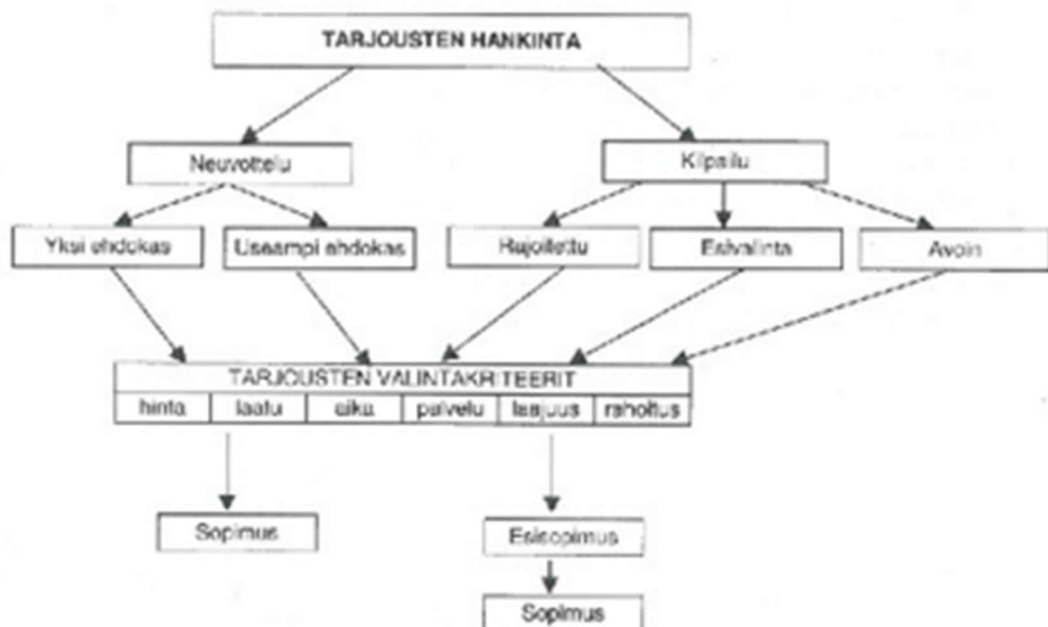 TARJOUSTEN HANKINTA
Neuvottelu
Kilpailu
Yksi ehdokas
Useampi ehdokas
Rajoitettu
Esivalinta
Avoin
TARJOUSTEN VALINTAKRITEERIT
hinta laatu aika palvelu laajuus rahoitus
Sopimus
Esisopimus
Sopimus